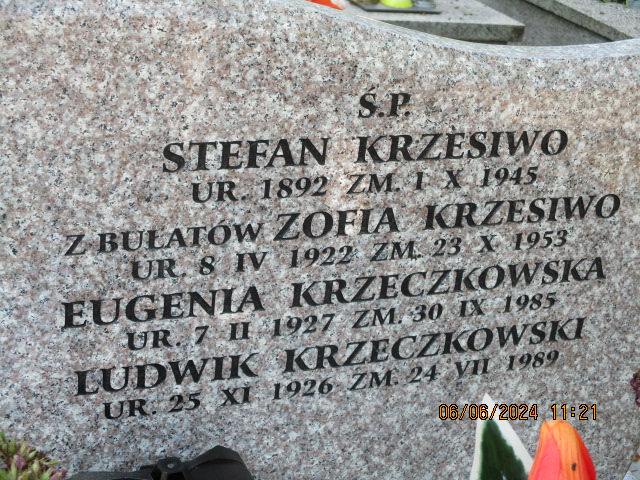 Ś.P.
STEFAN KRZESIWO
UR. 1892 ZM. 1 X 1945
Z BUŁATÓW ZOFIA KRZESIWO
UR. 8 IV 1922 ZM. 23 X 1953
EUGENIA KRZECZKOWSKA
UR. 7 II 1927 ZM. 30 IX 1985
LUDWIK KRZECZKOWSKI
UR. 25 XI 1926 ZM. 24 VII 1989
06/06/2024 11:21